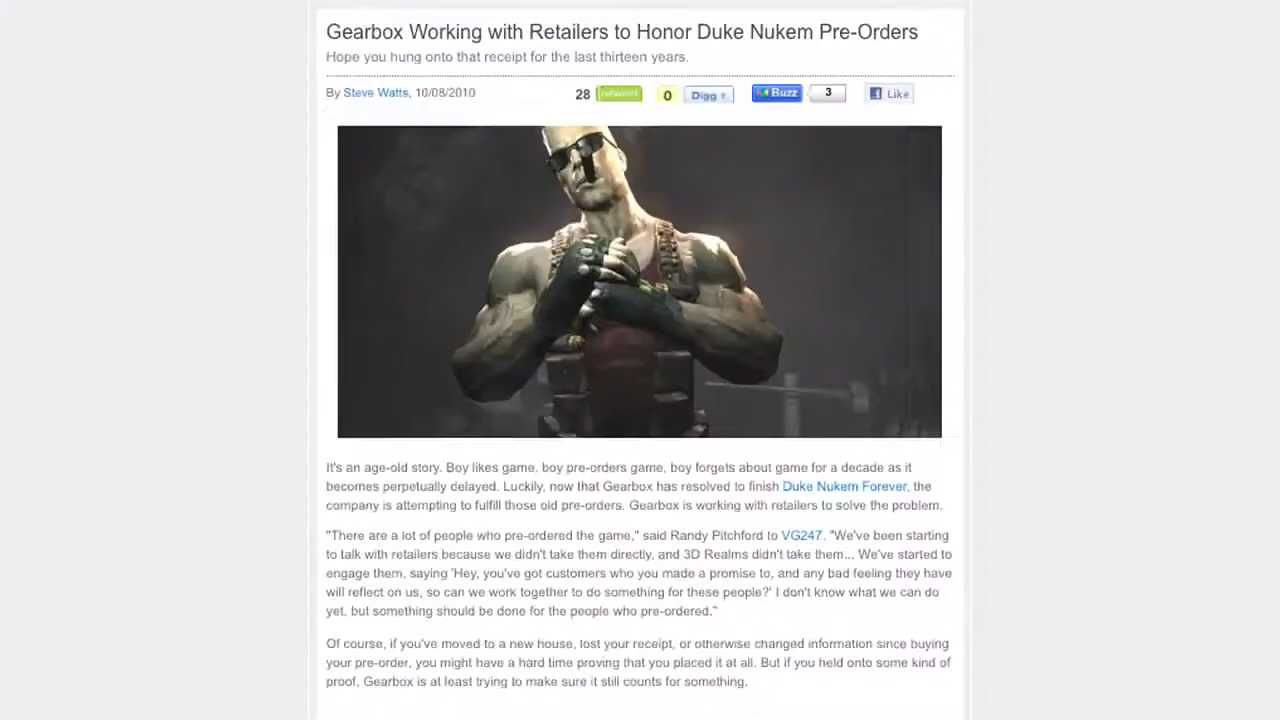 Gearbox Working with Retailers to Honor Duke Nukem Pre-Orders
Hope you hung onto that receipt for the last thirteen years.
By Steve Watts, 10/08/2010
28 retweet 0 Digg Buzz 3 Like
It's an age-old story. Boy likes game, boy pre-orders game, boy forgets about game for a decade as it
becomes perpetually delayed. Luckily, now that Gearbox has resolved to finish Duke Nukem Forever, the
company is attempting to fulfill those old pre-orders. Gearbox is working with retailers to solve the problem.
"There are a lot of people who pre-ordered the game," said Randy Pitchford to VG247. "We've been starting
to talk with retailers because we didn't take them directly, and 3D Realms didn't take them... We've started to
engage them, saying 'Hey, you've got customers who you made a promise to, and any bad feeling they have
will reflect on us, so can we work together to do something for these people?' I don't know what we can do
yet, but something should be done for the people who pre-ordered."
Of course, if you've moved to a new house, lost your receipt, or otherwise changed information since buying
your pre-order, you might have a hard time proving that you placed it at all. But if you held onto some kind of
proof, Gearbox is at least trying to make sure it still counts for something.